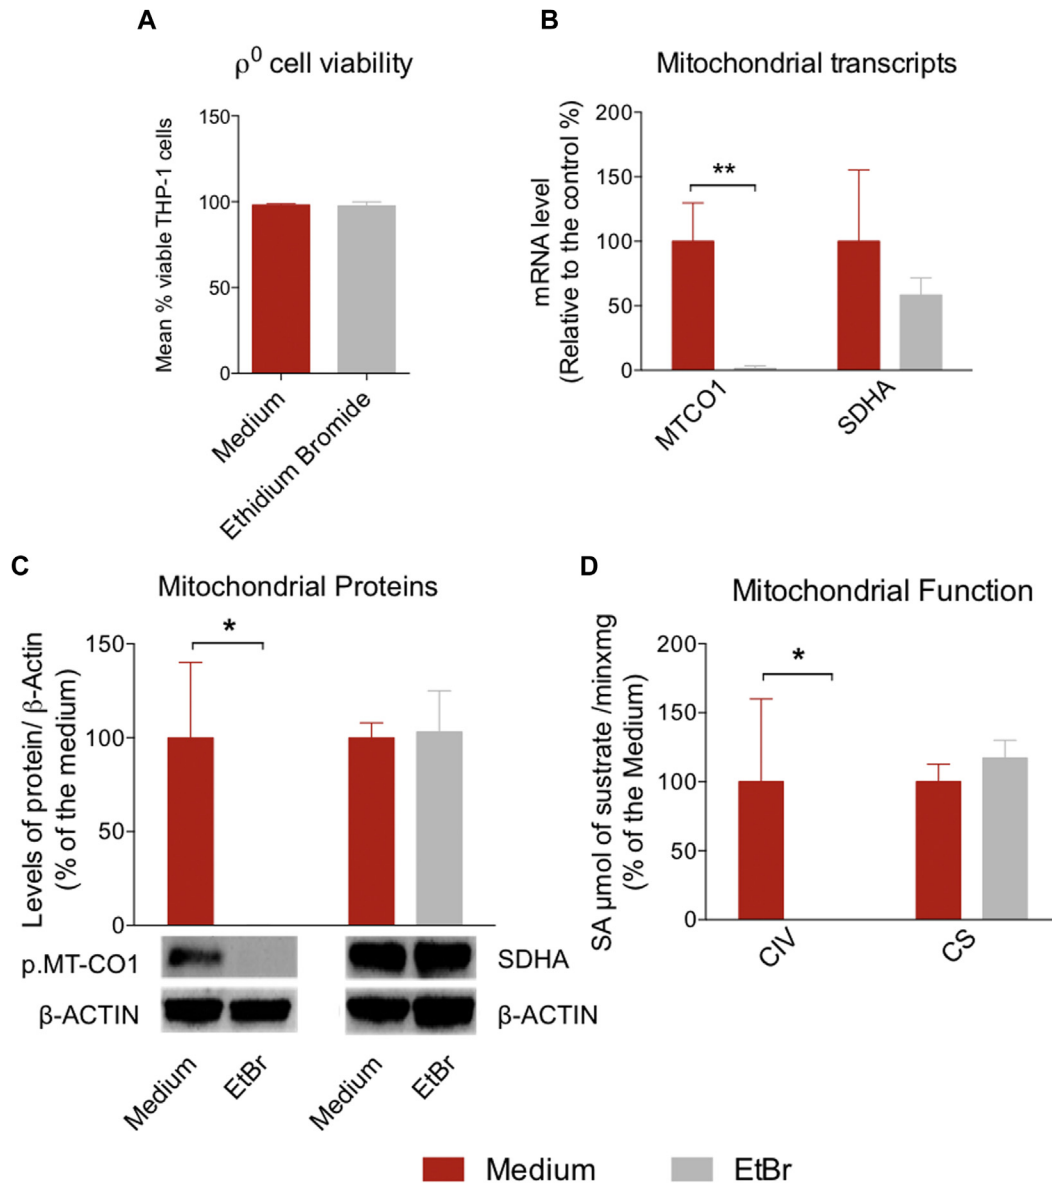 A
ρ0 cell viability
Mean % viable THP-1 cells
150
100
50
0
Medium
Ethidium Bromide
B
Mitochondrial transcripts
mRNA level
(Relative to the control %)
200
150
100
50
0
**
MTCO1
SDHA
C
Mitochondrial Proteins
Levels of protein/ β-Actin
(% of the medium)
150
100
50
0
*
p.MT-CO1
SDHA
β-ACTIN
β-ACTIN
Medium
EtBr
Medium
EtBr
D
Mitochondrial Function
SA µmol of sustrate /minxmg
(% of the Medium)
200
150
100
50
0
*
CIV
CS
Medium
EtBr